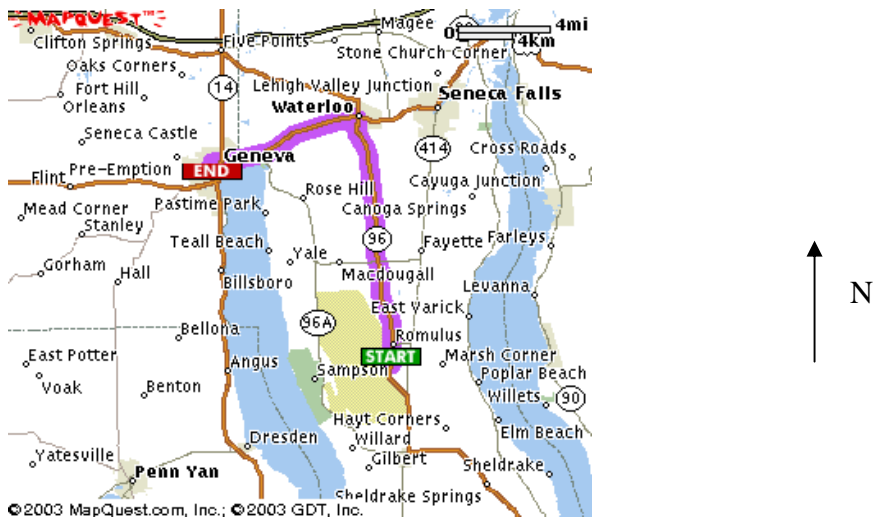 MAPQUEST
Magee
0 4mi
4km
Clifton Springs
Five Points
Stone Church Corner
Oaks Corners
Lehigh Valley Junction
Fort Hill
14
Seneca Falls
Orleans
Waterloo
Seneca Castle
414
Cross Roads
Geneva
Pre-Emption
END
Flint
Cayuga Junction
Rose Hill
Mead Corner
Pastime Park
Canoga Springs
Stanley
Teall Beach
96
Fayette
Farleys
Yale
Gorham
Hall
Macdougall
Billsboro
Levanna
N
East Varick
96A
Bellona
Romulus
START
East Potter
Angus
Marsh Corner
Sampson
Poplar Beach
Voak
Benton
Willets
90
Hayt Corners
Elm Beach
Dresden
Willard
Yatesville
Gilbert
Sheldrake
Penn Yan
Sheldrake Springs
©2003 MapQuest.com, Inc.; ©2003 GDT, Inc.